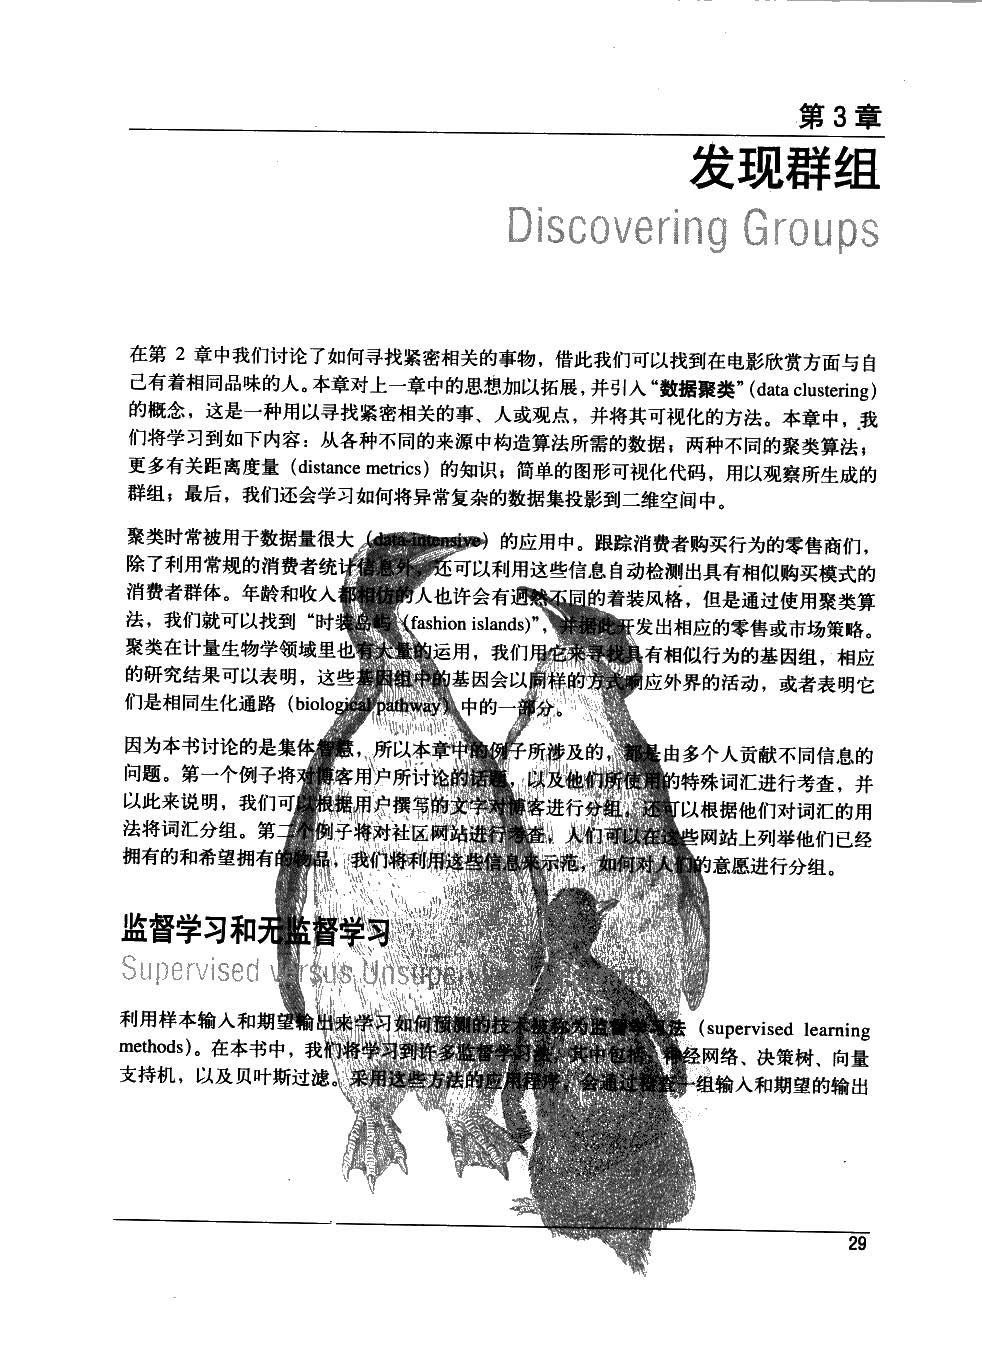 第 3 章
发现群组
Discovering Groups
在第 2 章中我们讨论了如何寻找紧密相关的事物，借此我们可以找到在电影欣赏方面与自
己有着相同品味的人。本章对上一章中的思想加以拓展，并引入“数据聚类”(data clustering)
的概念，这是一种用以寻找紧密相关的事、人或观点，并将其可视化的方法。本章中，我
们将学习到如下内容：从各种不同的来源中构造算法所需的数据；两种不同的聚类算法；
更多有关距离度量（distance metrics）的知识；简单的图形可视化代码，用以观察所生成的
群组；最后，我们还会学习如何将异常复杂的数据集投影到二维空间中。
聚类时常被用于数据量很大（data-intensive）的应用中。跟踪消费者购买行为的零售商们，
除了利用常规的消费者统计信息外，还可以利用这些信息自动检测出具有相似购买模式的
消费者群体。年龄和收入都相仿的人也许会有迥然不同的着装风格，但是通过使用聚类算
法，我们就可以找到“时装岛屿（fashion islands)”，并据此开发出相应的零售或市场策略。
聚类在计量生物学领域里也有大量的运用，我们用它来寻找具有相似行为的基因组，相应
的研究结果可以表明，这些基因组中的基因会以同样的方式响应外界的活动，或者表明它
们是相同生化通路（biological pathway）中的一部分。
因为本书讨论的是集体智慧，所以本章中的例子所涉及的，都是由多个人贡献不同信息的
问题。第一个例子将对博客用户所讨论的话题，以及他们所使用的特殊词汇进行考查，并
以此来说明，我们可以根据用户撰写的文字对博客进行分组，还可以根据他们对词汇的用
法将词汇分组。第二个例子将对社区网站进行考查，人们可以在这些网站上列举他们已经
拥有的和希望拥有的物品，我们将利用这些信息来示范，如何对人们的意愿进行分组。
监督学习和无监督学习
Supervised versus Unsupervised Learning
利用样本输入和期望输出来学习如何预测的技术被称为监督学习法（supervised learning
methods）。在本书中，我们将学习到许多监督学习法，其中包括：神经网络、决策树、向量
支持机，以及贝叶斯过滤。采用这些方法的应用程序，会通过检查一组输入和期望的输出
29